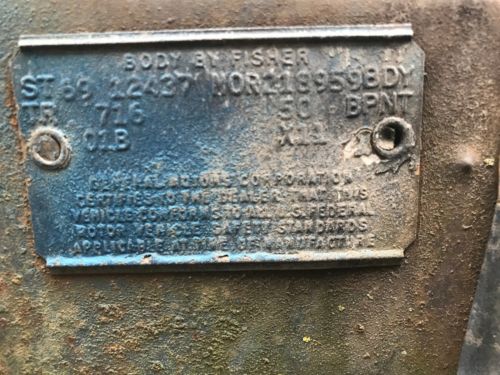 BODY BY FISHER
ST 69 12437 NOR118959BDY
TR 716 50 BPNT
01B X11
GENERAL MOTORS CORPORATION
CERTIFIES TO THE DEALER THAT THIS
VEHICLE CONFORMS TO ALL U.S. FEDERAL
MOTOR VEHICLE SAFETY STANDARDS
APPLICABLE AT TIME OF MANUFACTURE